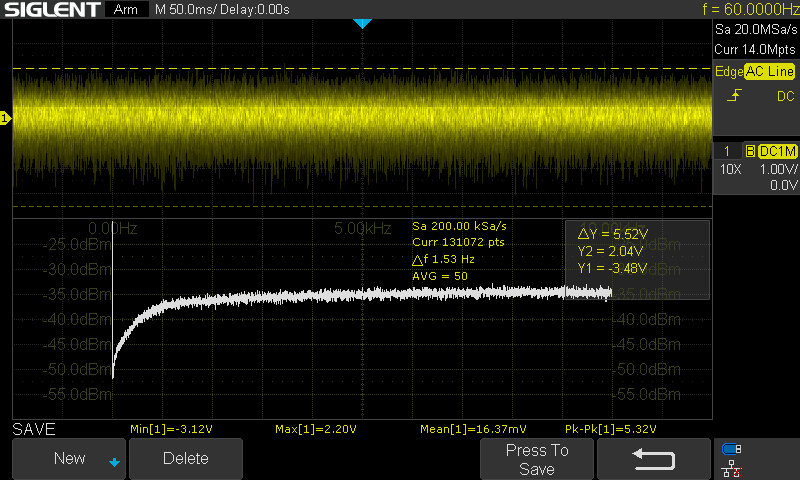 SIGLENT Arm M 50.0ms/ Delay:0.00s f = 60.0000Hz
Sa 20.0MSa/s
Curr 14.0Mpts
Edge AC Line
DC
1
1 B DC1M
10X 1.00V/
0.0V
0.00Hz 5.00kHz
Sa 200.00 kSa/s
Curr 131072 pts
△f 1.53 Hz
AVG = 50
△Y = 5.52V
Y2 = 2.04V
Y1 = -3.48V
-25.0dBm
-30.0dBm
-35.0dBm -35.0dBm
-40.0dBm -40.0dBm
-45.0dBm -45.0dBm
-50.0dBm -50.0dBm
-55.0dBm -55.0dBm
SAVE Min[1]=-3.12V Max[1]=2.20V Mean[1]=16.37mV Pk-Pk[1]=5.32V
New Delete Press To
Save